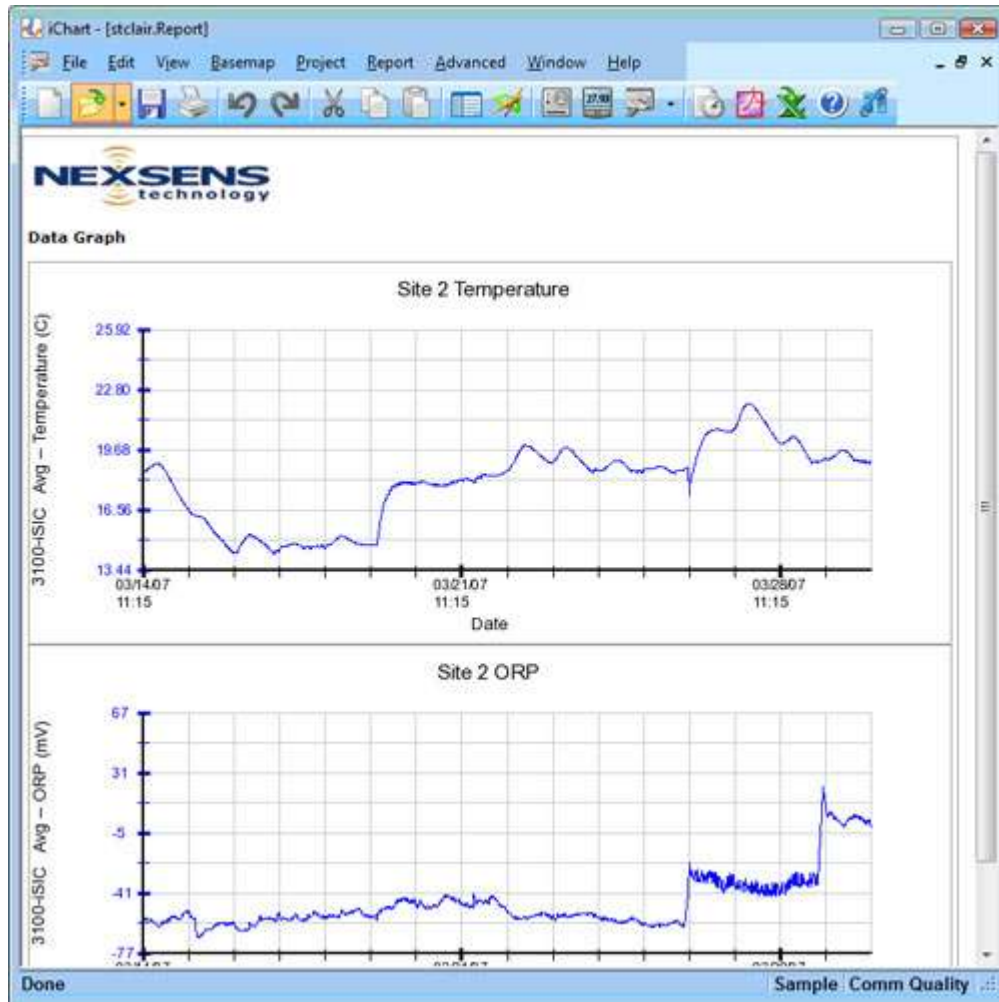 iChart - [stclair.Report]
File Edit View Basemap Project Report Advanced Window Help
NEXSENS
technology
Data Graph
Site 2 Temperature
3100-iSIC Avg -- Temperature (C)
25.92
22.80
19.68
16.56
13.44
03/14/07 03/21/07 03/28/07
11:15 11:15 11:15
Date
Site 2 ORP
3100-iSIC Avg -- ORP (mV)
67
31
-5
-41
-77
Done Sample Comm Quality